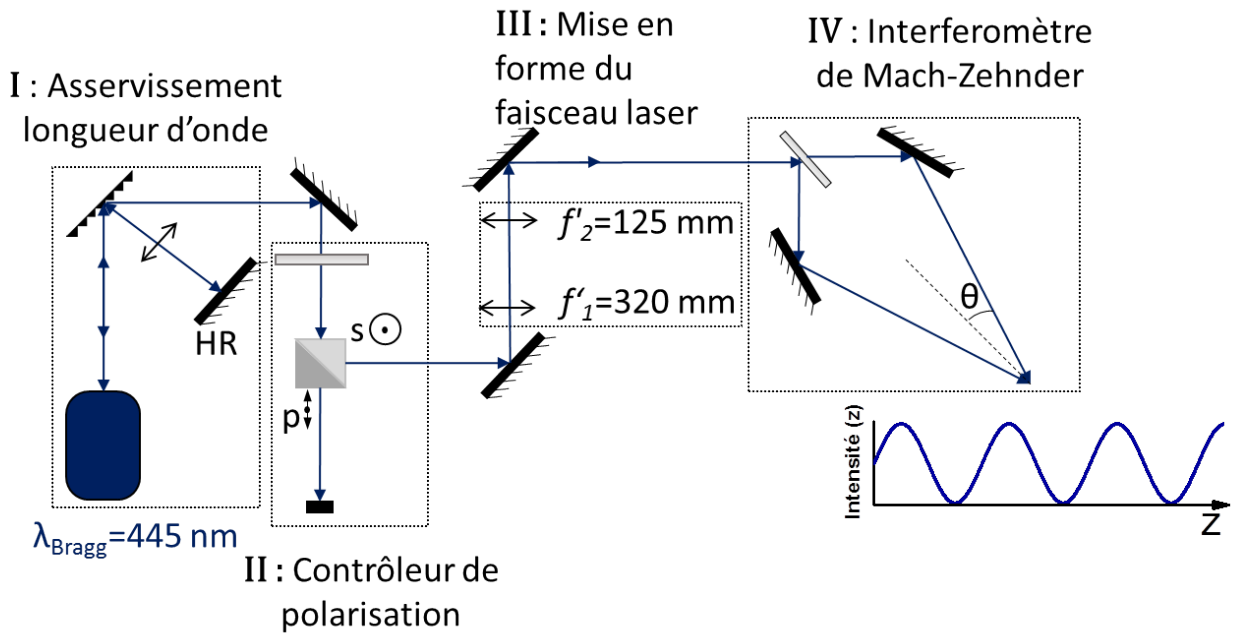 I : Asservissement
longueur d’onde
III : Mise en
forme du
faisceau laser
IV : Interferomètre
de Mach-Zehnder
HR
s
p
f'2=125 mm
f‘1=320 mm
θ
Intensité (z)
Z
λBragg=445 nm
II : Contrôleur de
polarisation